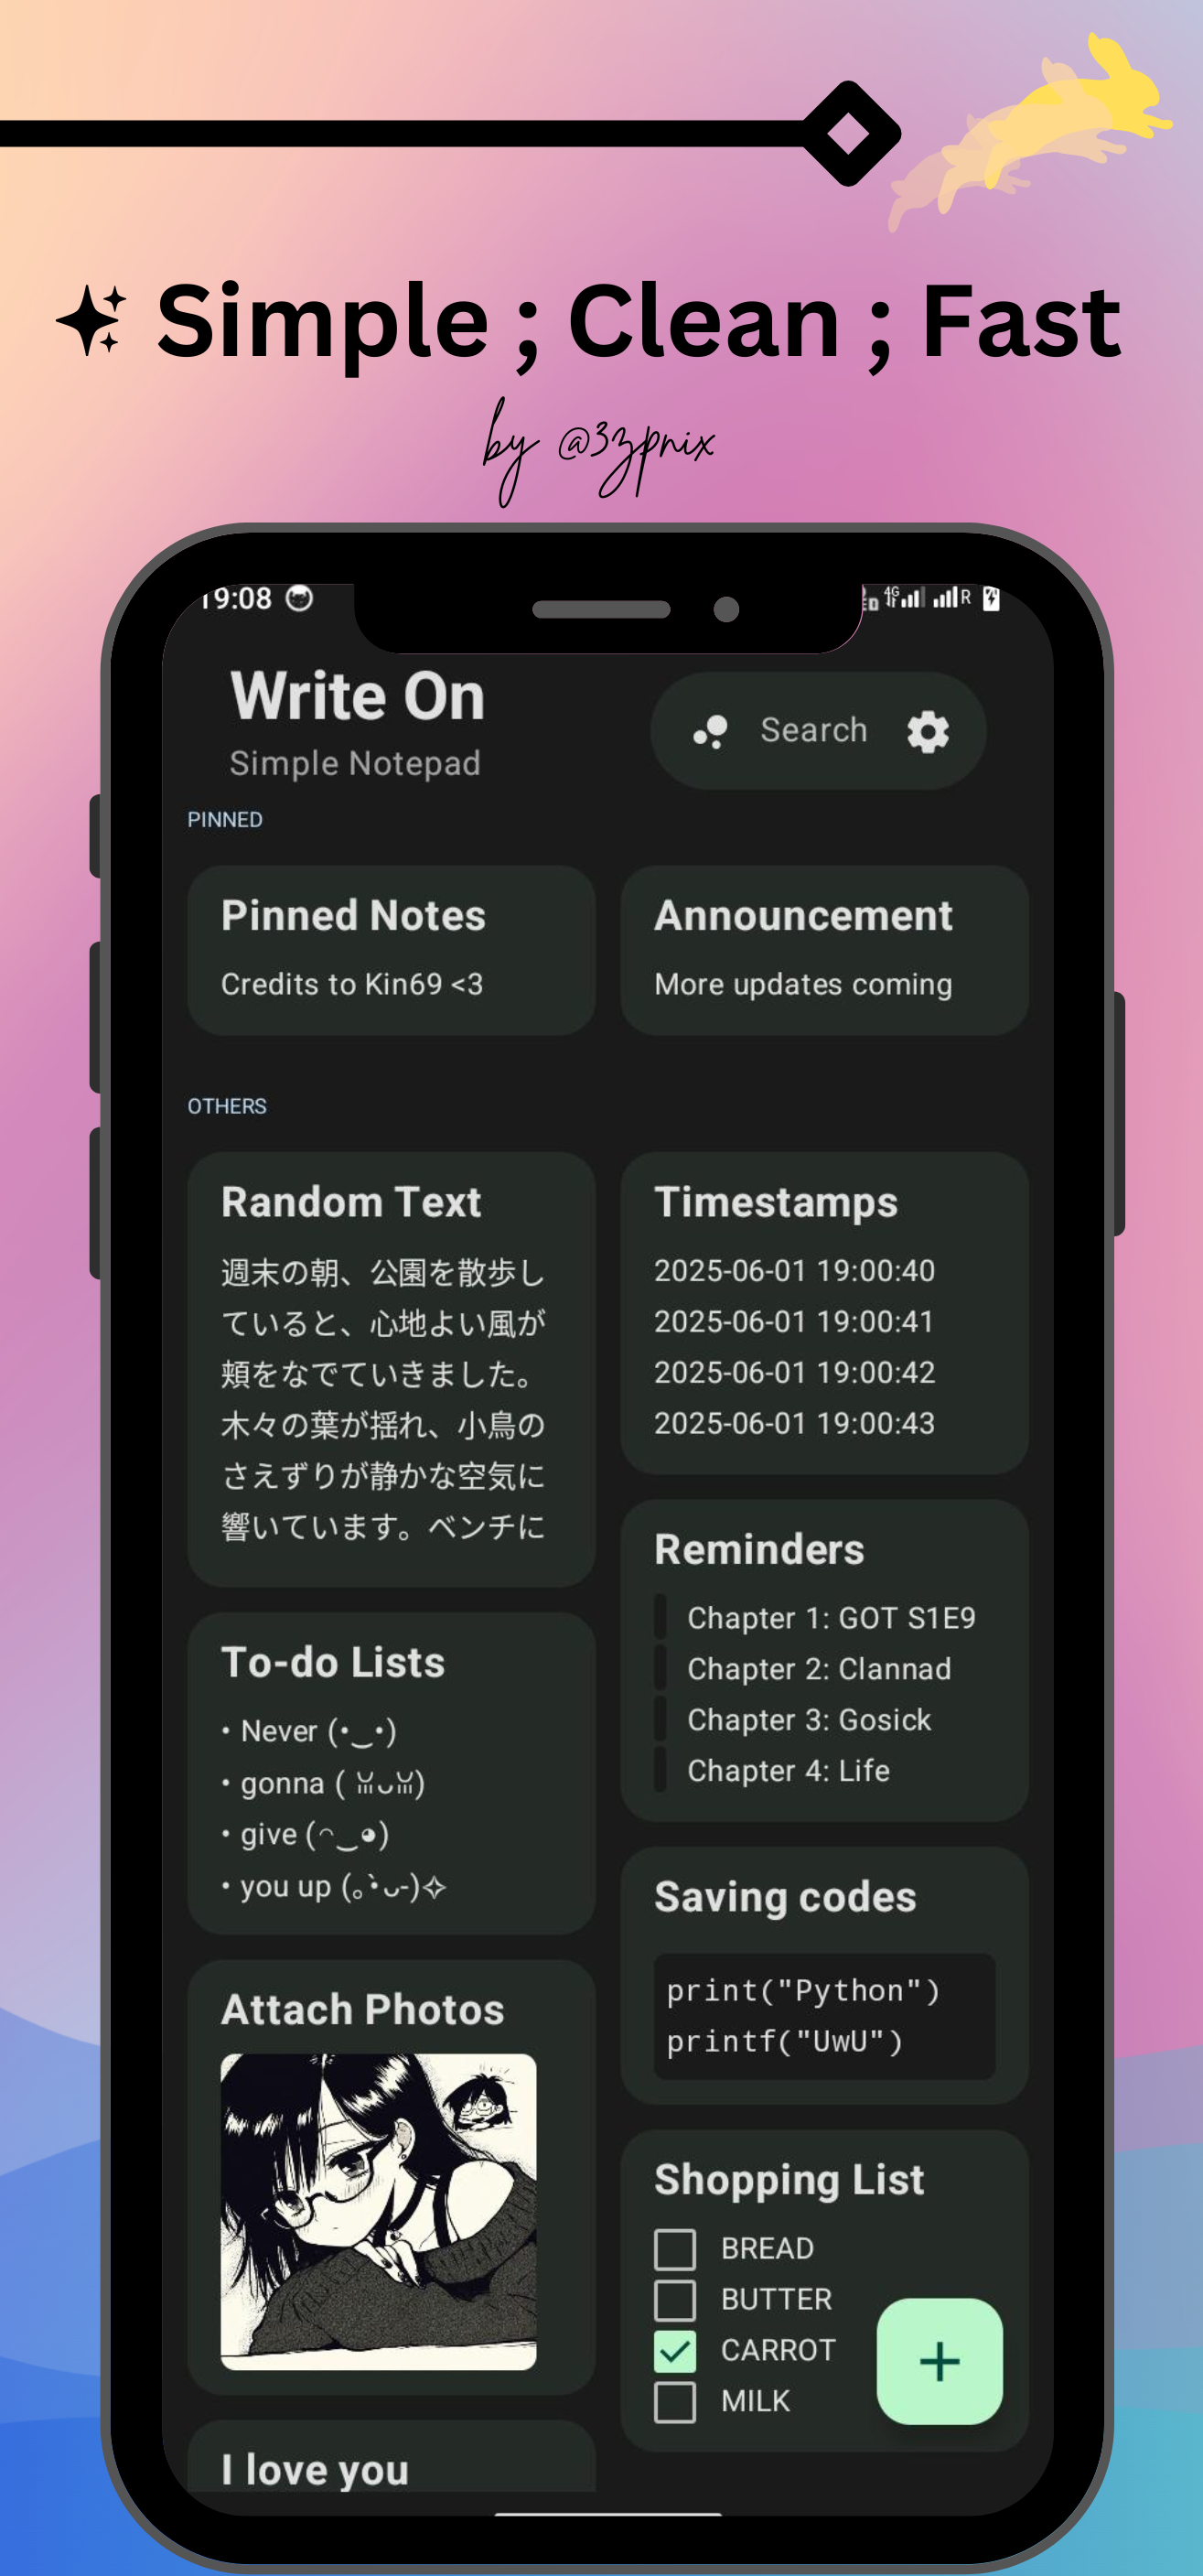 Simple ; Clean ; Fast
by @3zpnix
19:08
4G
R
Write On
Search
Simple Notepad
PINNED
Pinned Notes
Credits to Kin69 <3
Announcement
More updates coming
OTHERS
Random Text
週末の朝、公園を散歩し
ていると、心地よい風が
頬をなでていきました。
木々の葉が揺れ、小鳥の
さえずりが静かな空気に
響いています。ベンチに
Timestamps
2025-06-01 19:00:40
2025-06-01 19:00:41
2025-06-01 19:00:42
2025-06-01 19:00:43
Reminders
Chapter 1: GOT S1E9
Chapter 2: Clannad
Chapter 3: Gosick
Chapter 4: Life
To-do Lists
• Never (•‿•)
• gonna ( ꈍᴗꈍ)
• give (◠‿◕)
• you up (｡•̀ᴗ-)✧
Saving codes
print("Python")
printf("UwU")
Attach Photos
Shopping List
BREAD
BUTTER
CARROT
MILK
I love you